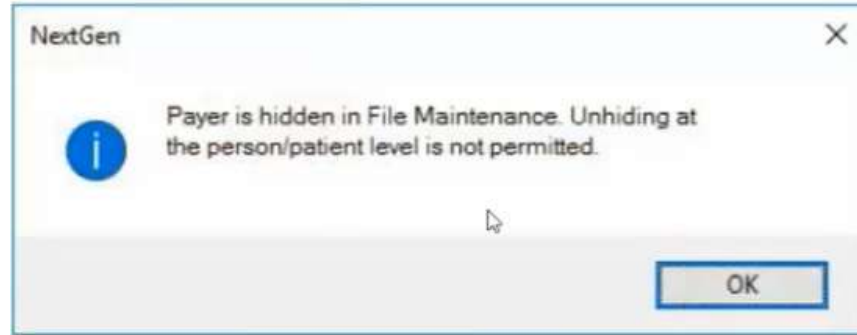 NextGen
Payer is hidden in File Maintenance. Unhiding at
the person/patient level is not permitted.
OK